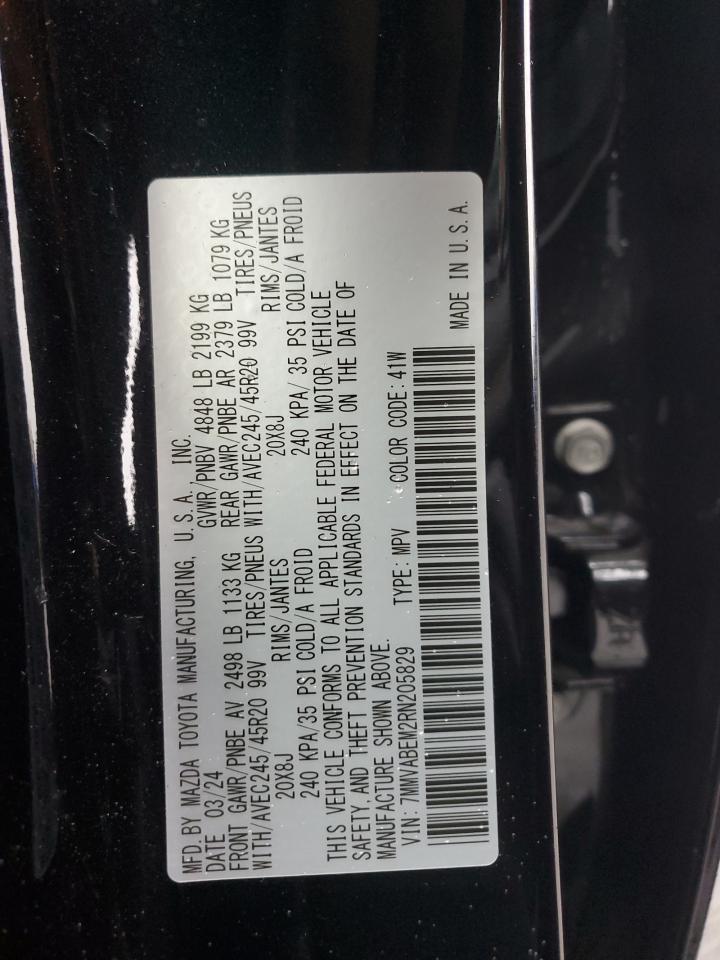 MFD. BY MAZDA TOYOTA MANUFACTURING, U.S.A. INC.
DATE 03/24 GVWR/PNBV 4848 LB 2199 KG
FRONT GAWR/PNBE AV 2498 LB 1133 KG REAR GAWR/PNBE AR 2379 LB 1079 KG
WITH/AVEC245/45R20 99V TIRES/PNEUS WITH/AVEC245/45R20 99V TIRES/PNEUS
20X8J RIMS/JANTES 20X8J RIMS/JANTES
240 KPA/35 PSI COLD/A FROID 240 KPA/ 35 PSI COLD/A FROID
THIS VEHICLE CONFORMS TO ALL APPLICABLE FEDERAL MOTOR VEHICLE
SAFETY, AND THEFT PREVENTION STANDARDS IN EFFECT ON THE DATE OF
MANUFACTURE SHOWN ABOVE.
VIN: 7MMVABEM2RN205829 TYPE: MPV COLOR CODE: 41W
MADE IN U.S.A.